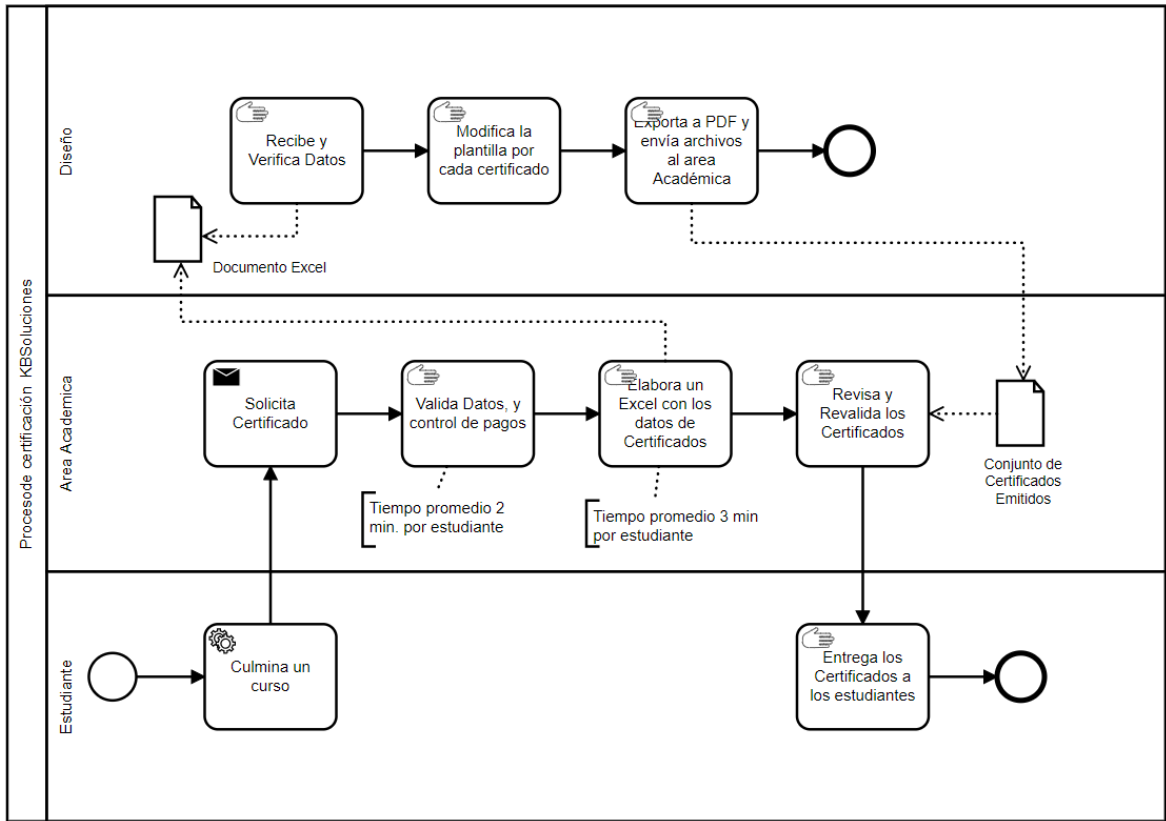 Procesode certificación KBSoluciones
Diseño
Recibe y
Verifica Datos
Modifica la
plantilla por
cada certificado
Exporta a PDF y
envía archivos
al area
Académica
Documento Excel
Area Academica
Solicita
Certificado
Valida Datos, y
control de pagos
Elabora un
Excel con los
datos de
Certificados
Revisa y
Revalida los
Certificados
Conjunto de
Certificados
Emitidos
Tiempo promedio 2
min. por estudiante
Tiempo promedio 3 min
por estudiante
Estudiante
Culmina un
curso
Entrega los
Certificados a
los estudiantes